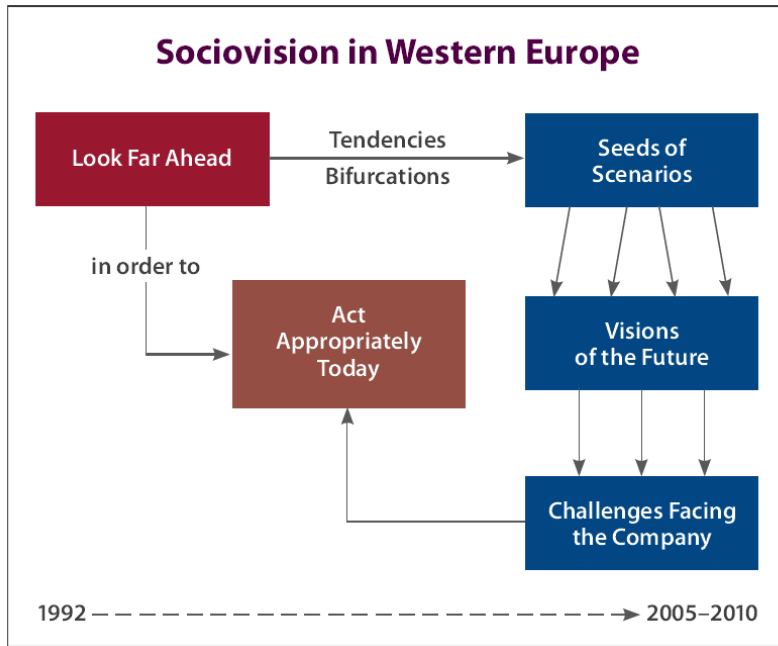 Sociovision in Western Europe
Look Far Ahead
Tendencies
Bifurcations
Seeds of
Scenarios
in order to
Act
Appropriately
Today
Visions
of the Future
Challenges Facing
the Company
1992
2005–2010